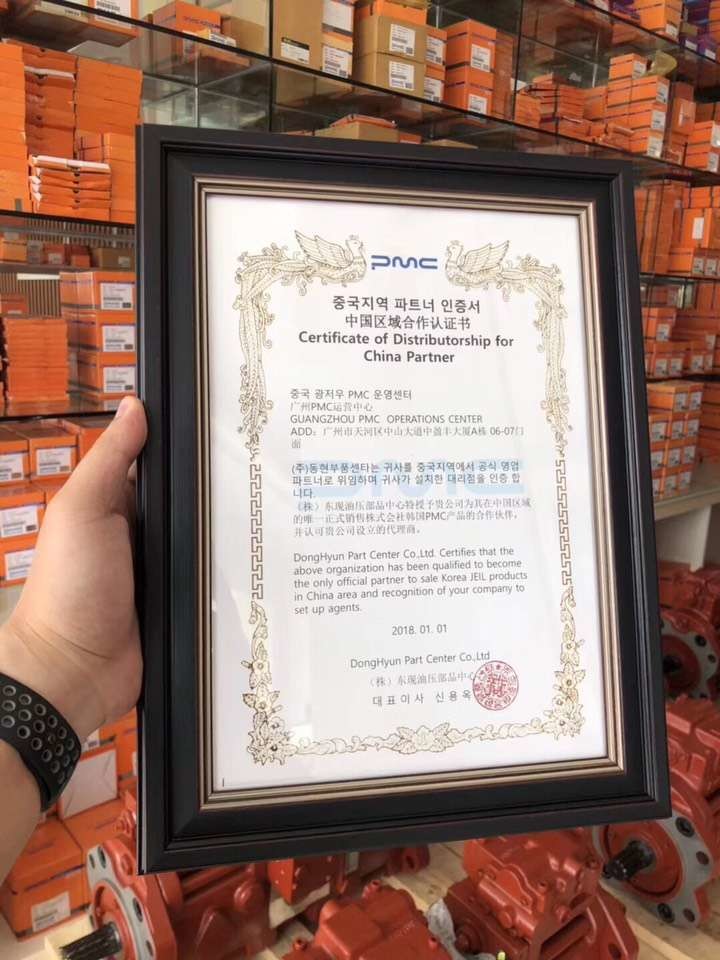 PMC
중국지역 파트너 인증서
中国区域合作认证书
Certificate of Distributorship for
China Partner
중국 광저우 PMC 운영센터
广州PMC运营中心
GUANGZHOU PMC OPERATIONS CENTER
ADD: 广州市天河区中山大道中盈丰大厦A栋 06-07门
面
(주)동현부품센타는 귀사를 중국지역에서 공식 영업
파트너로 위임하며 귀사가 설치한 대리점을 인증 합
니다.
（株）东现油压部品中心特授予贵公司为其在中国区域
的唯一正式销售株式会社韩国PMC产品的合作伙伴，
并认可贵公司设立的代理商。
DongHyun Part Center Co.,Ltd. Certifies that the
above organization has been qualified to become
the only official partner to sale Korea JEIL products
in China area and recognition of your company to
set up agents.
2018. 01. 01
DongHyun Part Center Co.,Ltd
（株）东现油压部品中心
대표이사 신용옥